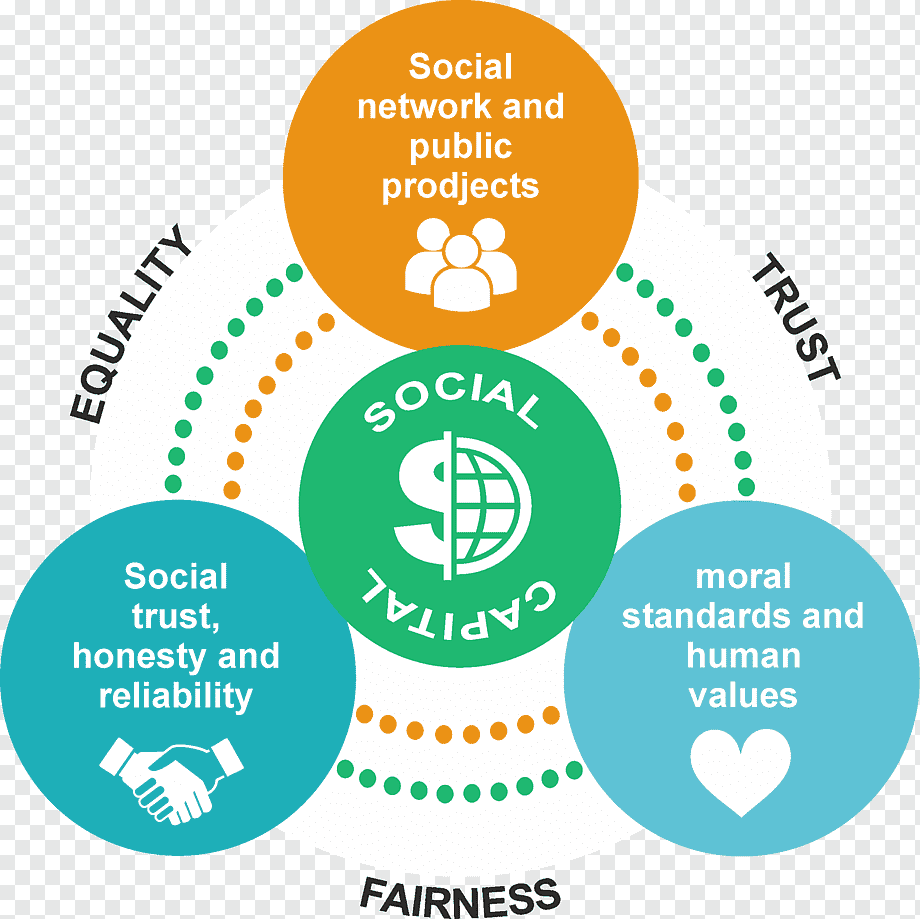 Social
network and
public
prodjects
EQUALITY
TRUST
SOCIAL
CAPITAL
Social
trust,
honesty and
reliability
moral
standards and
human
values
FAIRNESS